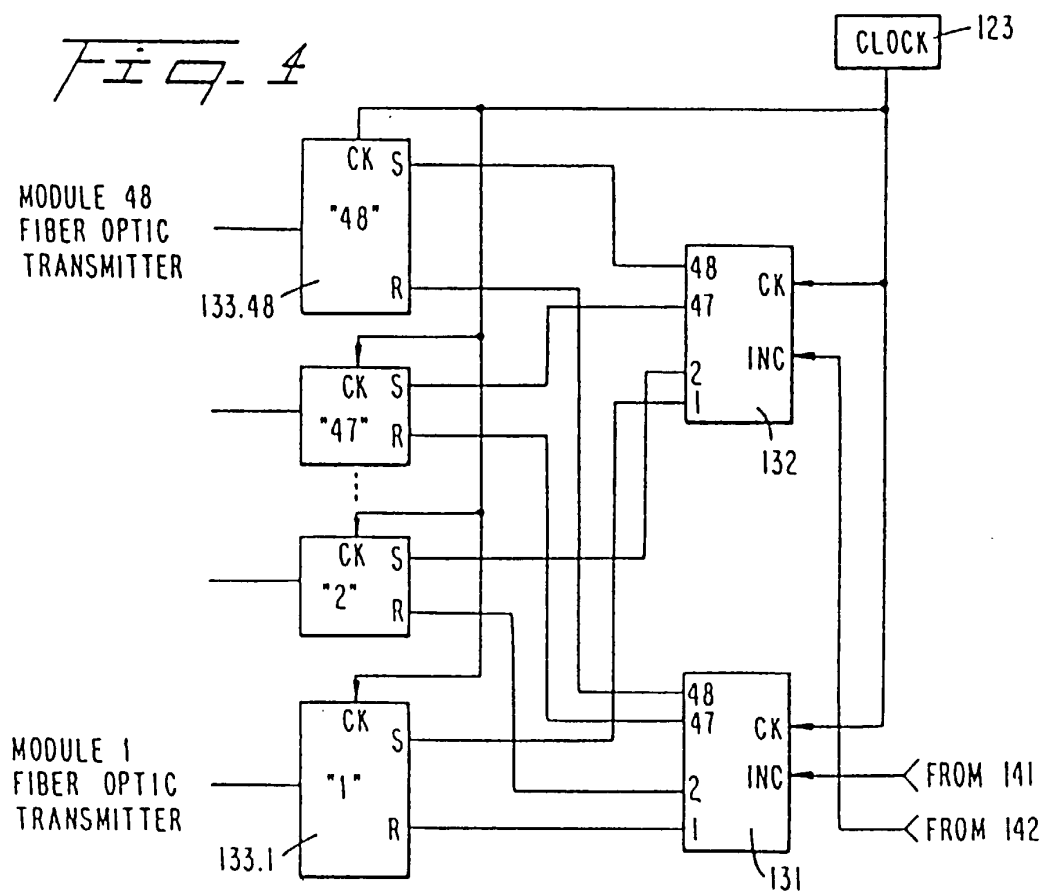 Fig. 4
CLOCK
123
CK
S
"48"
R
MODULE 48
FIBER OPTIC
TRANSMITTER
133.48
48
47
2
1
CK
INC
132
CK
S
"47"
R
CK
S
"2"
R
CK
S
"1"
R
MODULE 1
FIBER OPTIC
TRANSMITTER
133.1
48
47
2
1
CK
INC
131
FROM 141
FROM 142